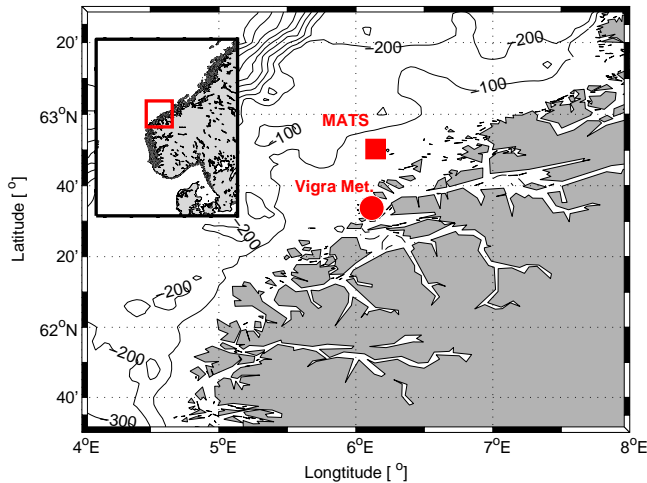 20'
63°N
40'
20'
62°N
40'
4°E
5°E
6°E
7°E
8°E
Latitude [ °]
Longtitude [ °]
MATS
Vigra Met.
−200
−200
−100
−100
−200
−200
−200
−300